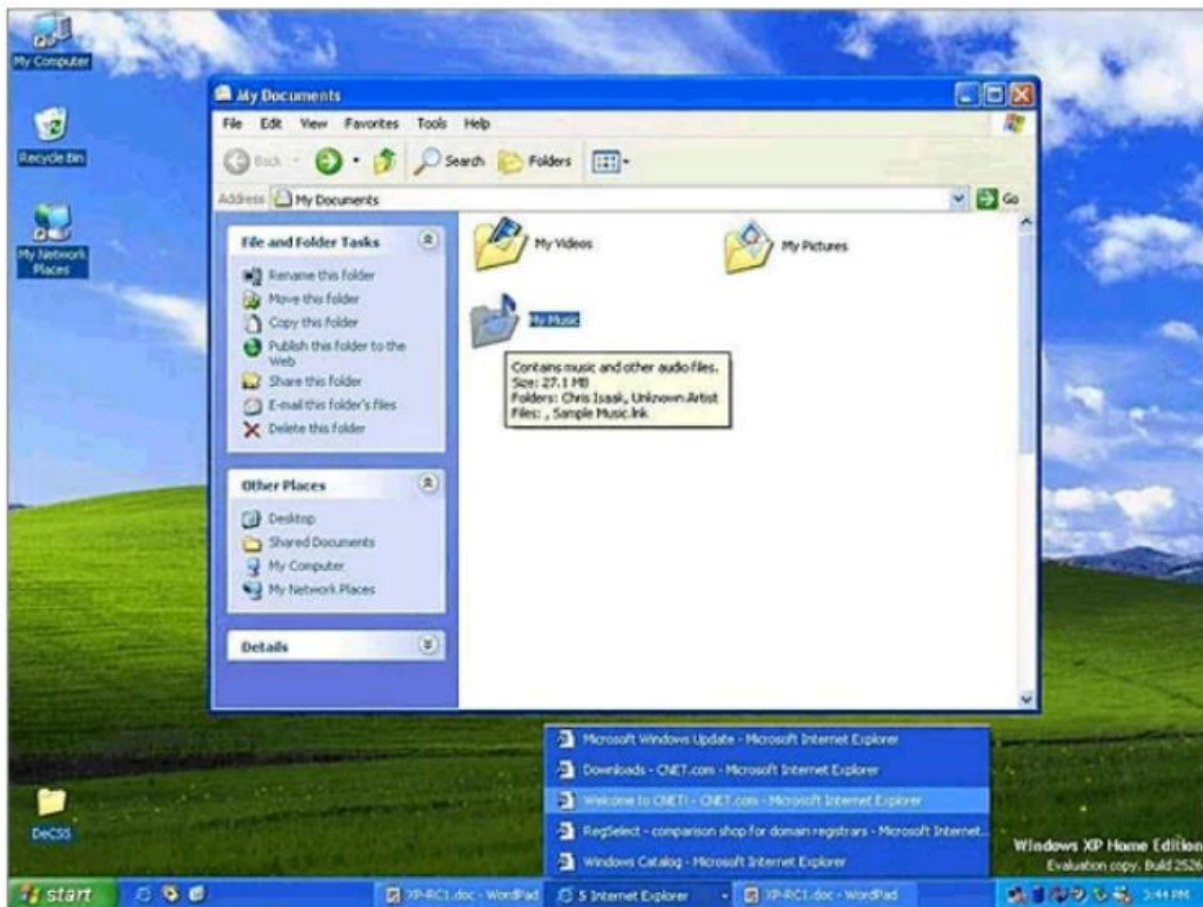 My Computer
Recycle Bin
My Network
Places
DeCSS
My Documents
File Edit View Favorites Tools Help
Back Search Folders
Address My Documents Go
File and Folder Tasks
Rename this folder
Move this folder
Copy this folder
Publish this folder to the
Web
Share this folder
E-mail this folder's files
Delete this folder
Other Places
Desktop
Shared Documents
My Computer
My Network Places
Details
My Videos
My Pictures
My Music
Contains music and other audio files.
Size: 27.1 MB
Folders: Chris Isaak, Unknown Artist
Files: , Sample Music.lnk
Microsoft Windows Update - Microsoft Internet Explorer
Downloads - CNET.com - Microsoft Internet Explorer
Welcome to CNET! - CNET.com - Microsoft Internet Explorer
RegSelect - comparison shop for domain registrars - Microsoft Internet...
Windows Catalog - Microsoft Internet Explorer
Windows XP Home Edition
Evaluation copy. Build 2526
start XP-RC1.doc - WordPad 5 Internet Explorer XP-RC1.doc - WordPad 3:44 PM